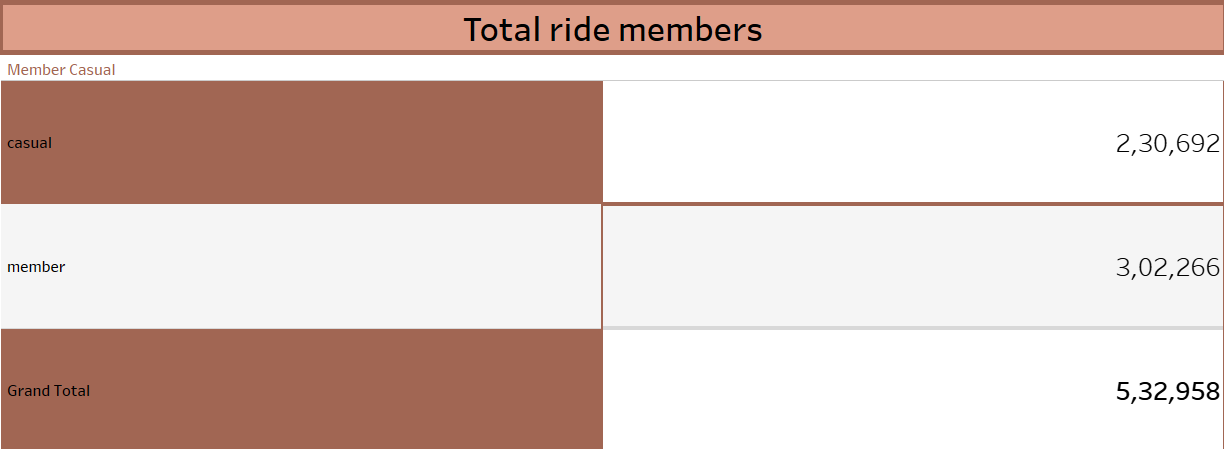 Total ride members
Member Casual
casual 2,30,692
member 3,02,266
Grand Total 5,32,958